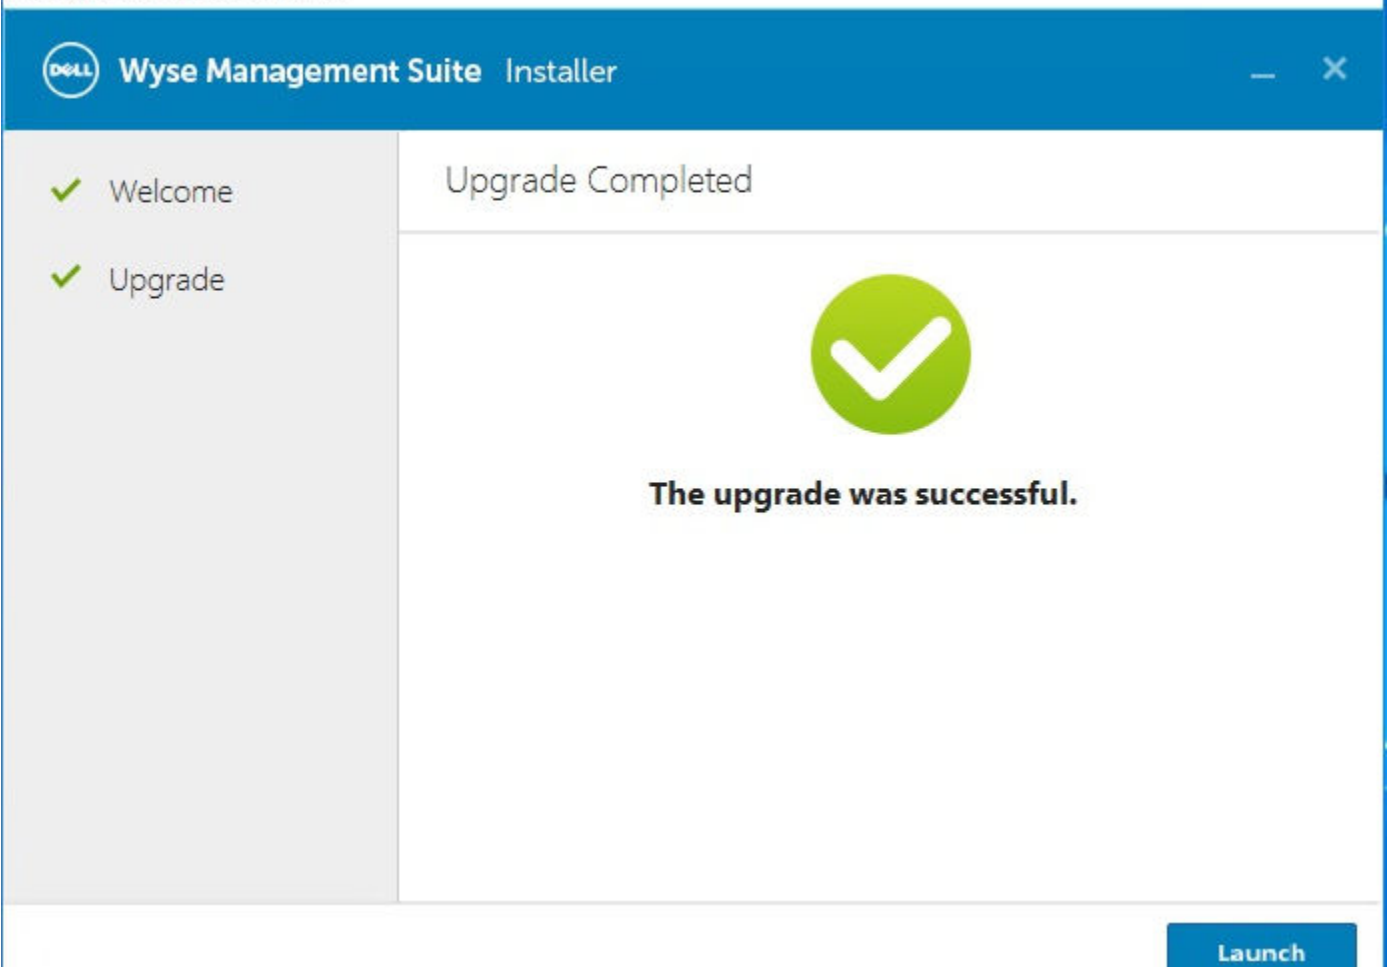 DELL Wyse Management Suite Installer
Welcome
Upgrade
Upgrade Completed
The upgrade was successful.
Launch